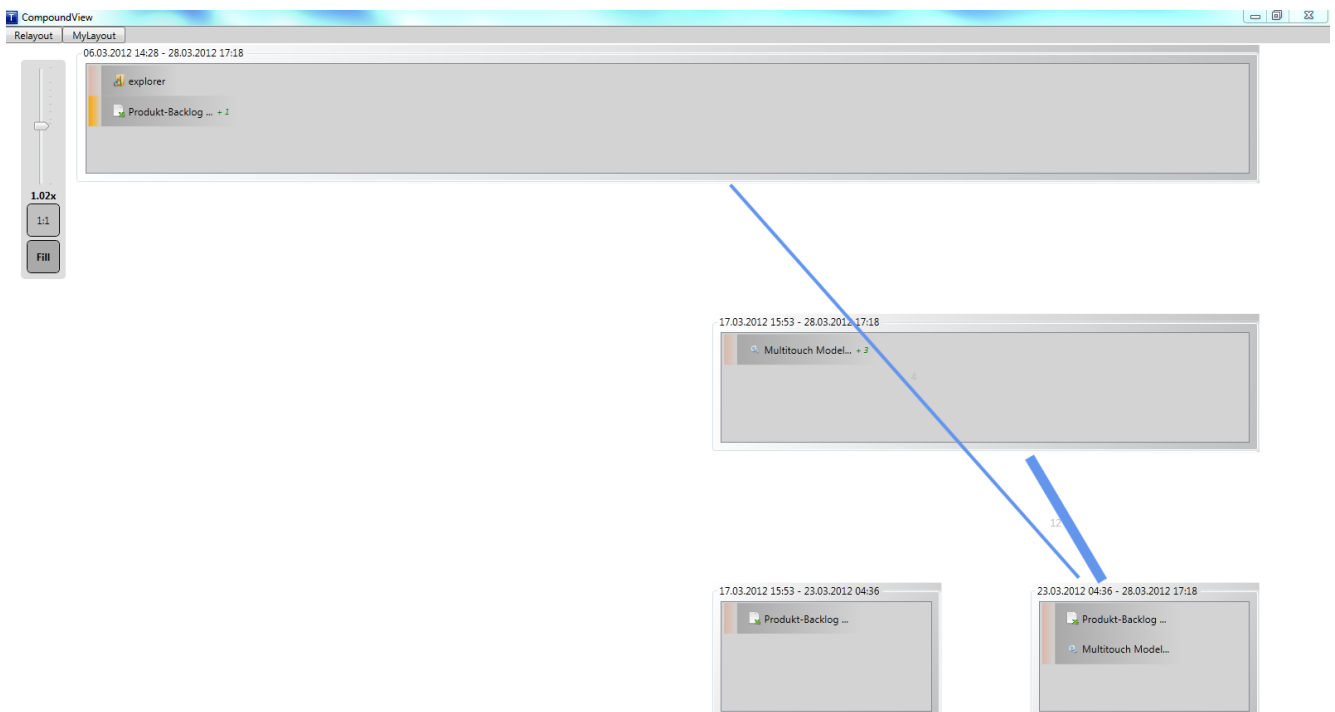 CompoundView
Relayout MyLayout
06.03.2012 14:28 - 28.03.2012 17:18
explorer
Produkt-Backlog ... + 1
1.02x
1:1
Fill
17.03.2012 15:53 - 28.03.2012 17:18
Multitouch Model... + 3
4
12
17.03.2012 15:53 - 23.03.2012 04:36
Produkt-Backlog ...
23.03.2012 04:36 - 28.03.2012 17:18
Produkt-Backlog ...
Multitouch Model...